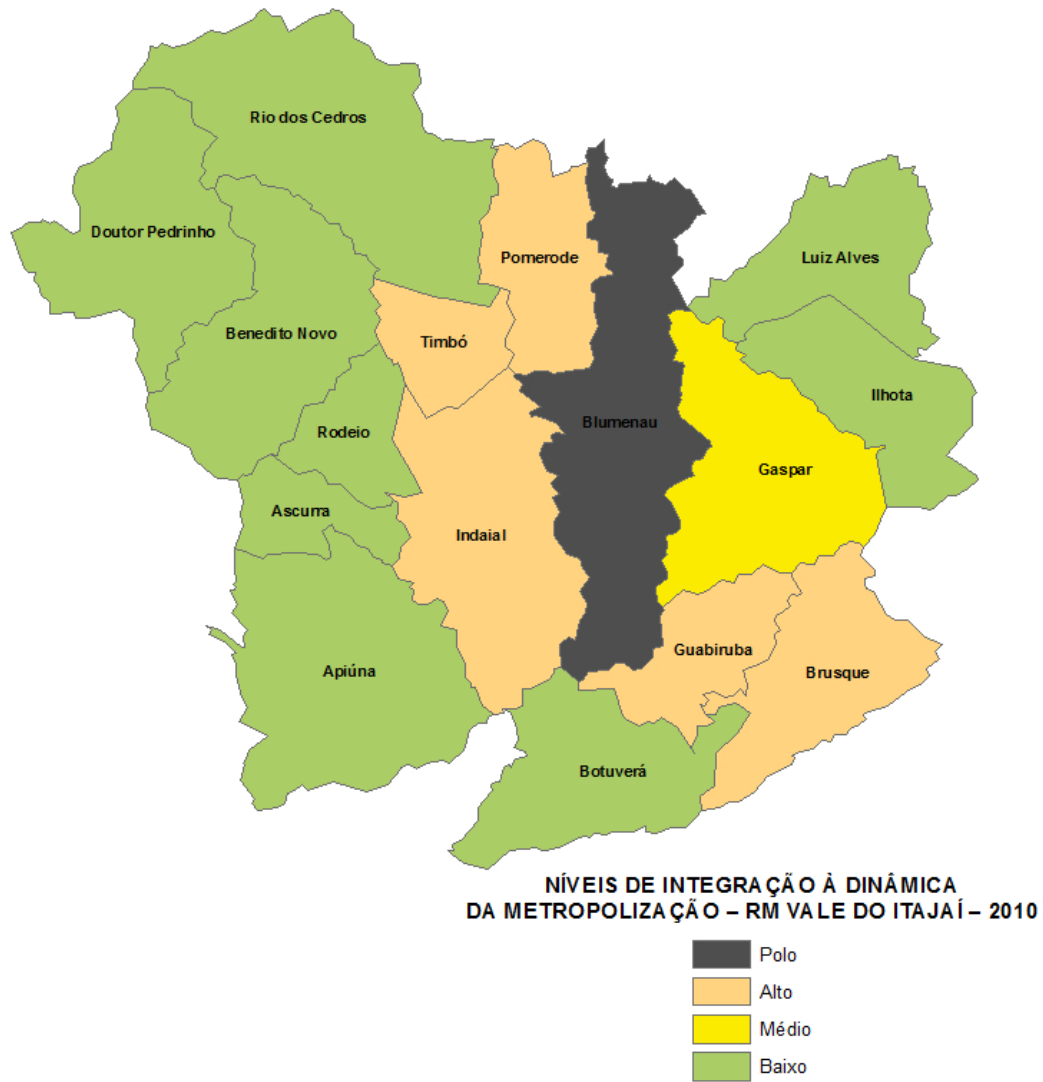 Rio dos Cedros
Doutor Pedrinho
Pomerode
Luiz Alves
Benedito Novo
Timbó
Ilhota
Rodeio
Blumenau
Gaspar
Ascurra
Indaial
Apiúna
Guabiruba
Brusque
Botuverá
NÍVEIS DE INTEGRAÇÃO À DINÂMICA
DA METROPOLIZAÇÃO – RM VALE DO ITAJAÍ – 2010
Polo
Alto
Médio
Baixo